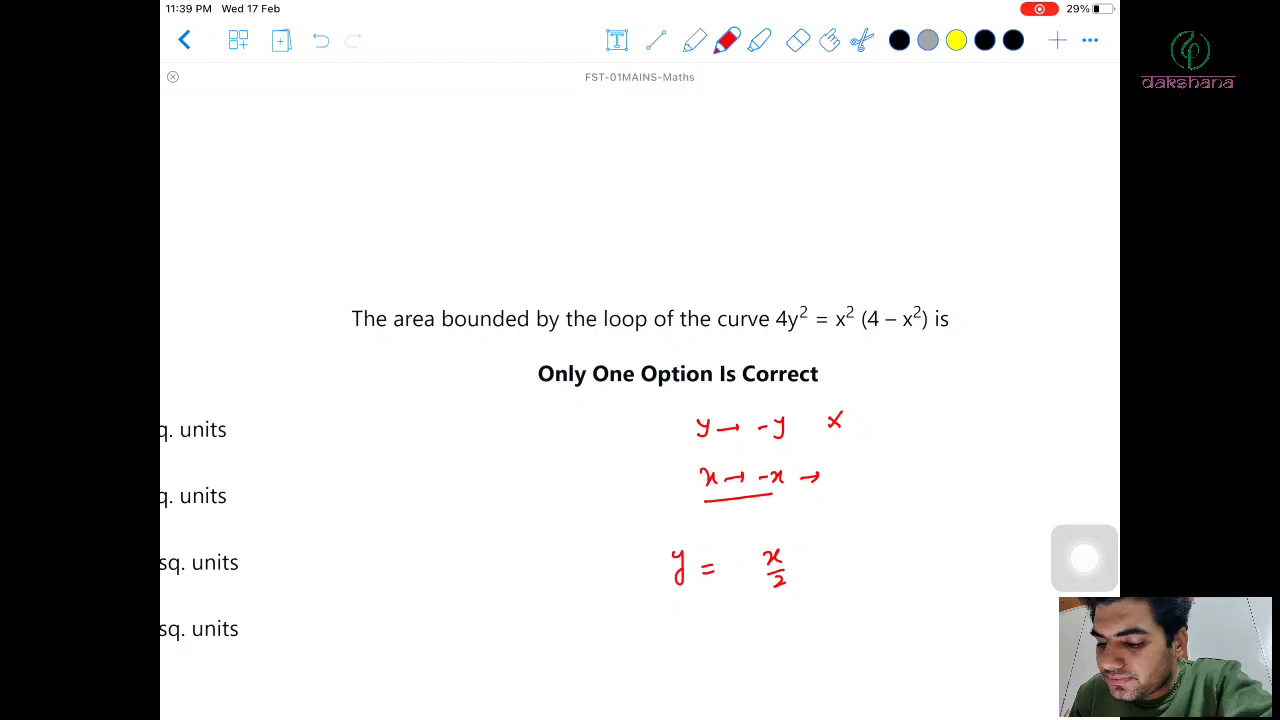 11:39 PM Wed 17 Feb
29%
dakshana
FST-01MAINS-Maths
The area bounded by the loop of the curve 4y² = x² (4 – x²) is
Only One Option Is Correct
q. units
y → -y x
x → -x →
q. units
sq. units
y = x/2
sq. units